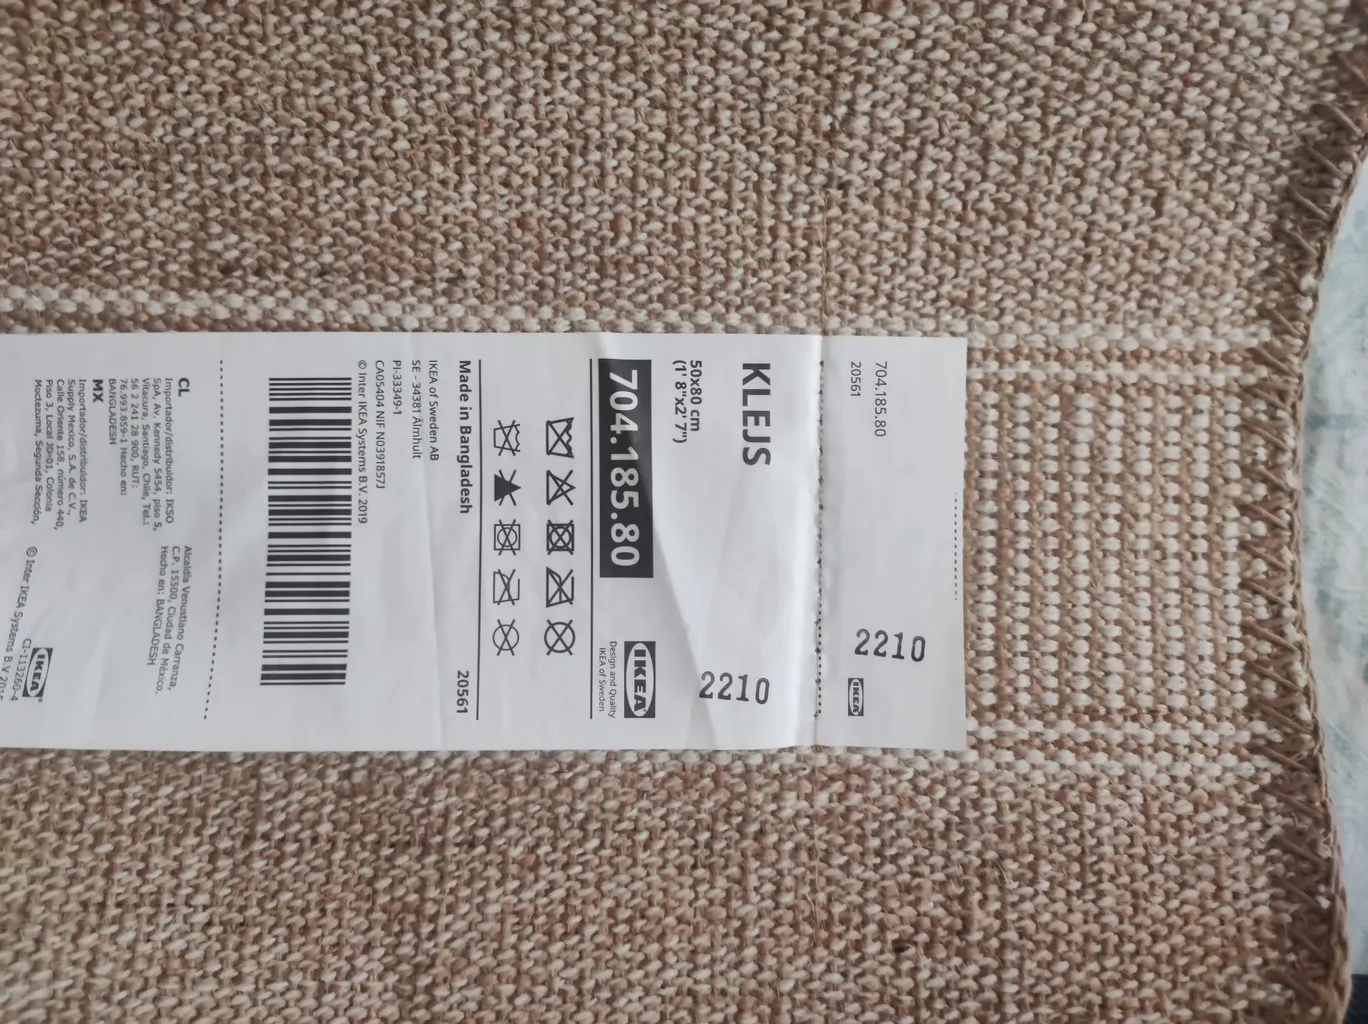 704.185.80
20561
2210
IKEA
KLEJS
50x80 cm
(1' 8"x2' 7")
2210
704.185.80
IKEA
Design and Quality
IKEA of Sweden
Made in Bangladesh
20561
IKEA of Sweden AB
SE - 34381 Älmhult
PI-33349-1
CA05404 NIF N0391857J
© Inter IKEA Systems B.V. 2019
CL
Importador/distribuidor: IKSO
SpA, Av. Kennedy 5454, piso 5,
Vitacura, Santiago, Chile, Tel.:
56 2 241 28 900, RUT:
76.993.859-1 Hecho en:
BANGLADESH
MX
Importador/distribuidor: IKEA
Supply Mexico, S.A. de C.V.,
Calle Oriente 158, número 440,
Piso 3, Local JD=01, Colonia
Moctezuma, Segunda Sección,
Alcaldía Venustiano Carranza,
C.P. 15500, Ciudad de México.
Hecho en: BANGLADESH
IKEA
CI-113260-4
© Inter IKEA Systems B.V.